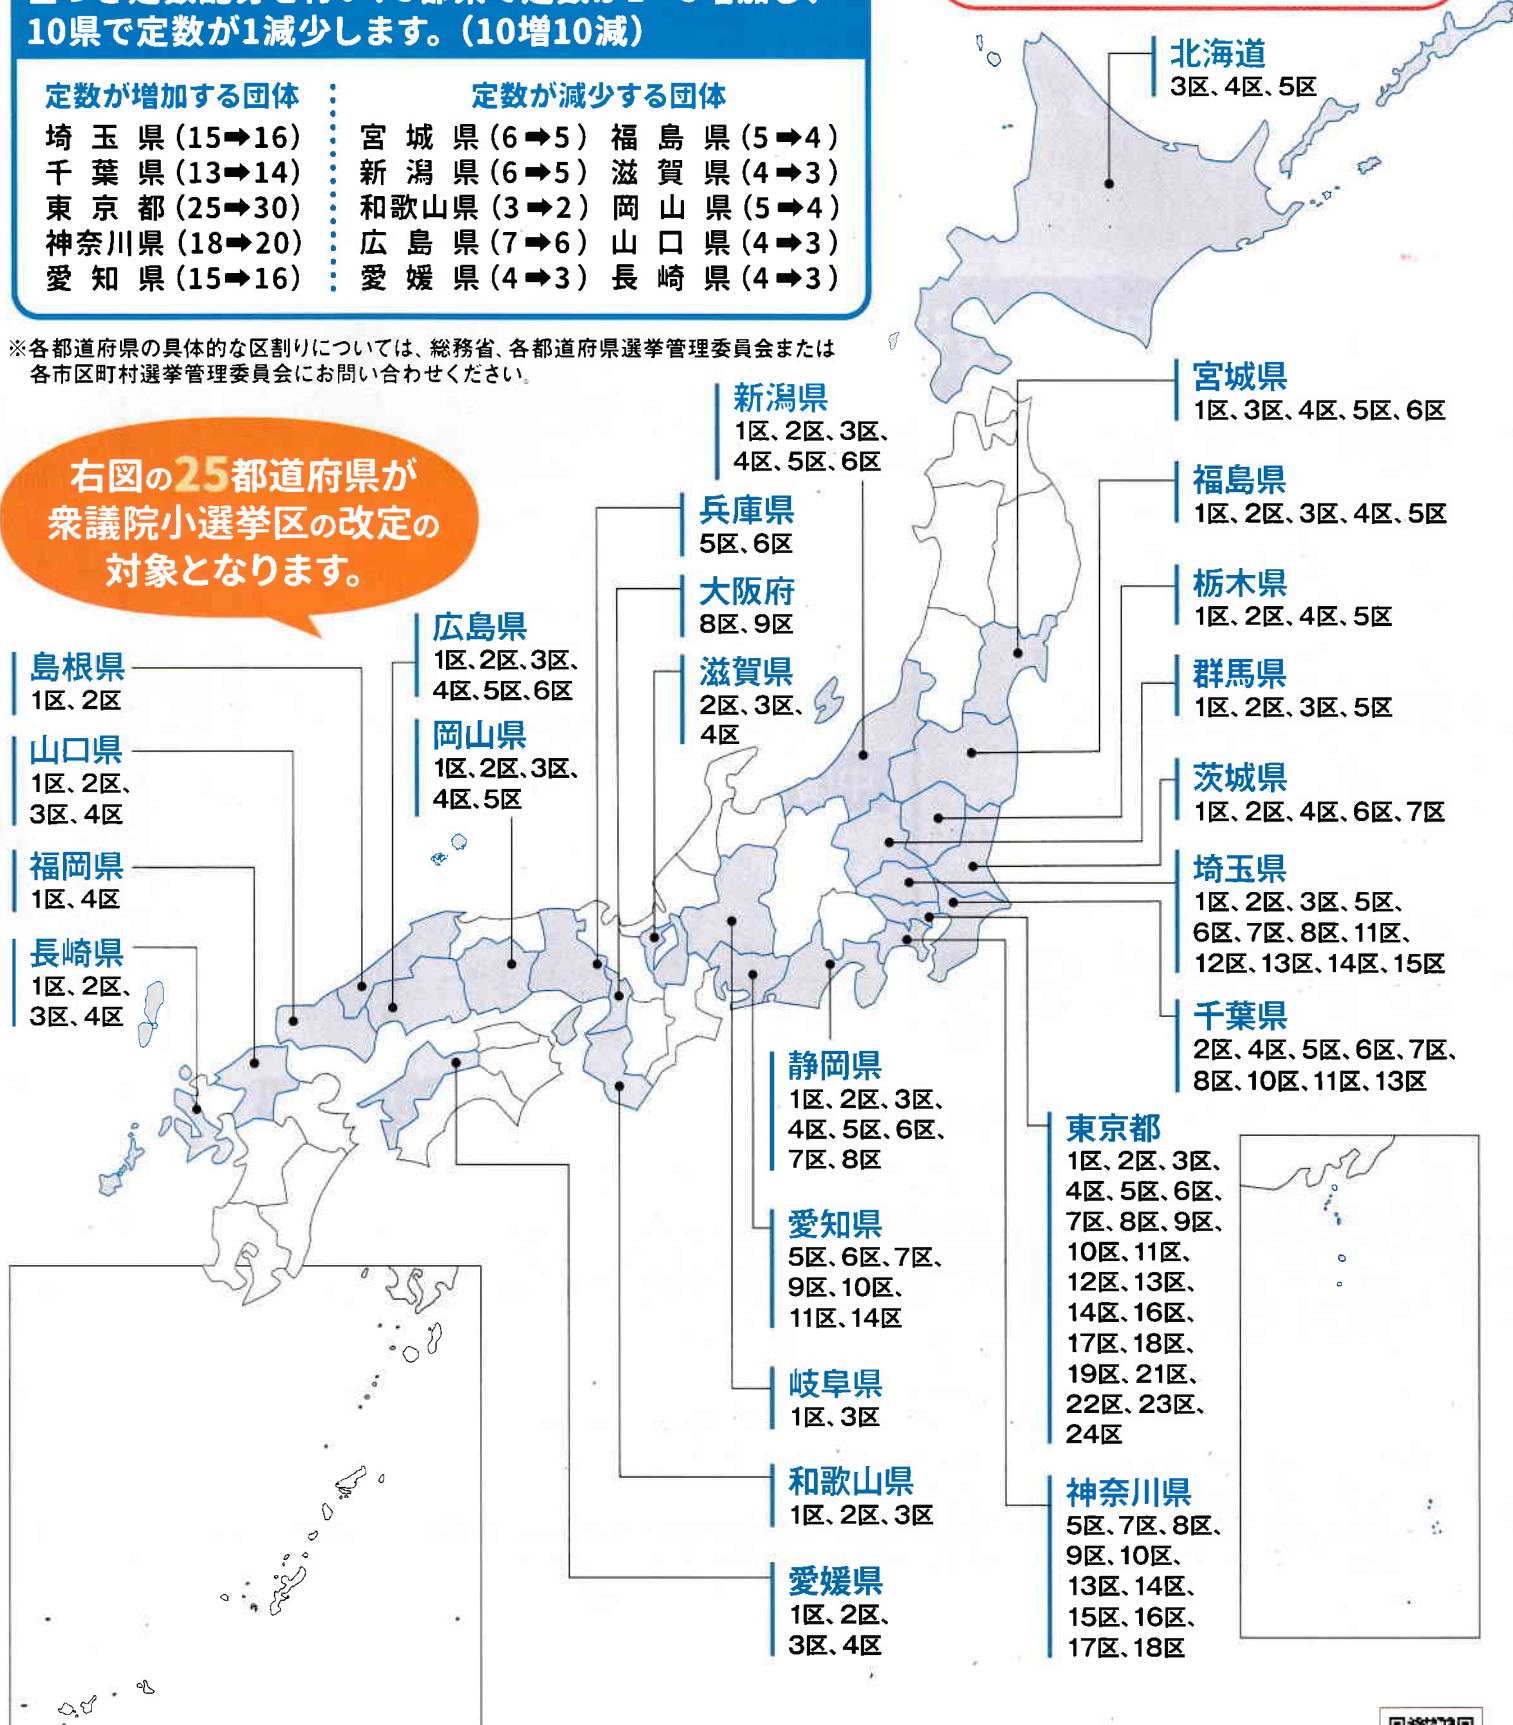 10県で定数が1減少します。(10増10減)
定数が増加する団体
埼玉県(15➡16)
千葉県(13➡14)
東京都(25➡30)
神奈川県(18➡20)
愛知県(15➡16)
定数が減少する団体
宮城県(6➡5) 福島県(5➡4)
新潟県(6➡5) 滋賀県(4➡3)
和歌山県(3➡2) 岡山県(5➡4)
広島県(7➡6) 山口県(4➡3)
愛媛県(4➡3) 長崎県(4➡3)
※各都道府県の具体的な区割りについては、総務省、各都道府県選挙管理委員会または
各市区町村選挙管理委員会にお問い合わせください。
右図の25都道府県が
衆議院小選挙区の改定の
対象となります。
北海道
3区、4区、5区
宮城県
1区、3区、4区、5区、6区
福島県
1区、2区、3区、4区、5区
栃木県
1区、2区、4区、5区
群馬県
1区、2区、3区、5区
茨城県
1区、2区、4区、6区、7区
埼玉県
1区、2区、3区、5区、
6区、7区、8区、11区、
12区、13区、14区、15区
千葉県
2区、4区、5区、6区、7区、
8区、10区、11区、13区
新潟県
1区、2区、3区、
4区、5区、6区
兵庫県
5区、6区
大阪府
8区、9区
滋賀県
2区、3区、
4区
広島県
1区、2区、3区、
4区、5区、6区
岡山県
1区、2区、3区、
4区、5区
島根県
1区、2区
山口県
1区、2区、
3区、4区
福岡県
1区、4区
長崎県
1区、2区、
3区、4区
静岡県
1区、2区、3区、
4区、5区、6区、
7区、8区
愛知県
5区、6区、7区、
9区、10区、
11区、14区
岐阜県
1区、3区
和歌山県
1区、2区、3区
愛媛県
1区、2区、
3区、4区
東京都
1区、2区、3区、
4区、5区、6区、
7区、8区、9区、
10区、11区、
12区、13区、
14区、16区、
17区、18区、
19区、21区、
22区、23区、
24区
神奈川県
5区、7区、8区、
9区、10区、
13区、14区、
15区、16区、
17区、18区